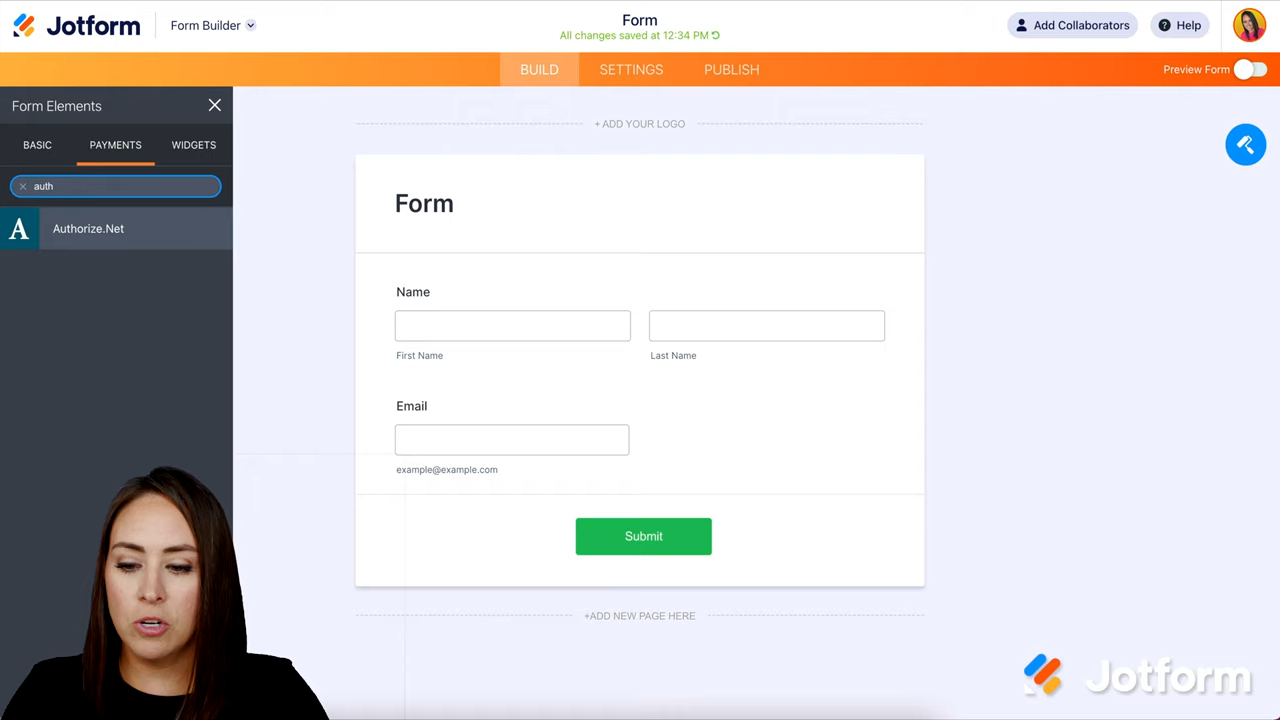 Jotform
Form Builder
Form
All changes saved at 12:34 PM
Add Collaborators
? Help
BUILD
SETTINGS
PUBLISH
Preview Form
Form Elements
BASIC
PAYMENTS
WIDGETS
auth
A Authorize.Net
+ ADD YOUR LOGO
Form
Name
First Name
Last Name
Email
example@example.com
Submit
+ADD NEW PAGE HERE
Jotform